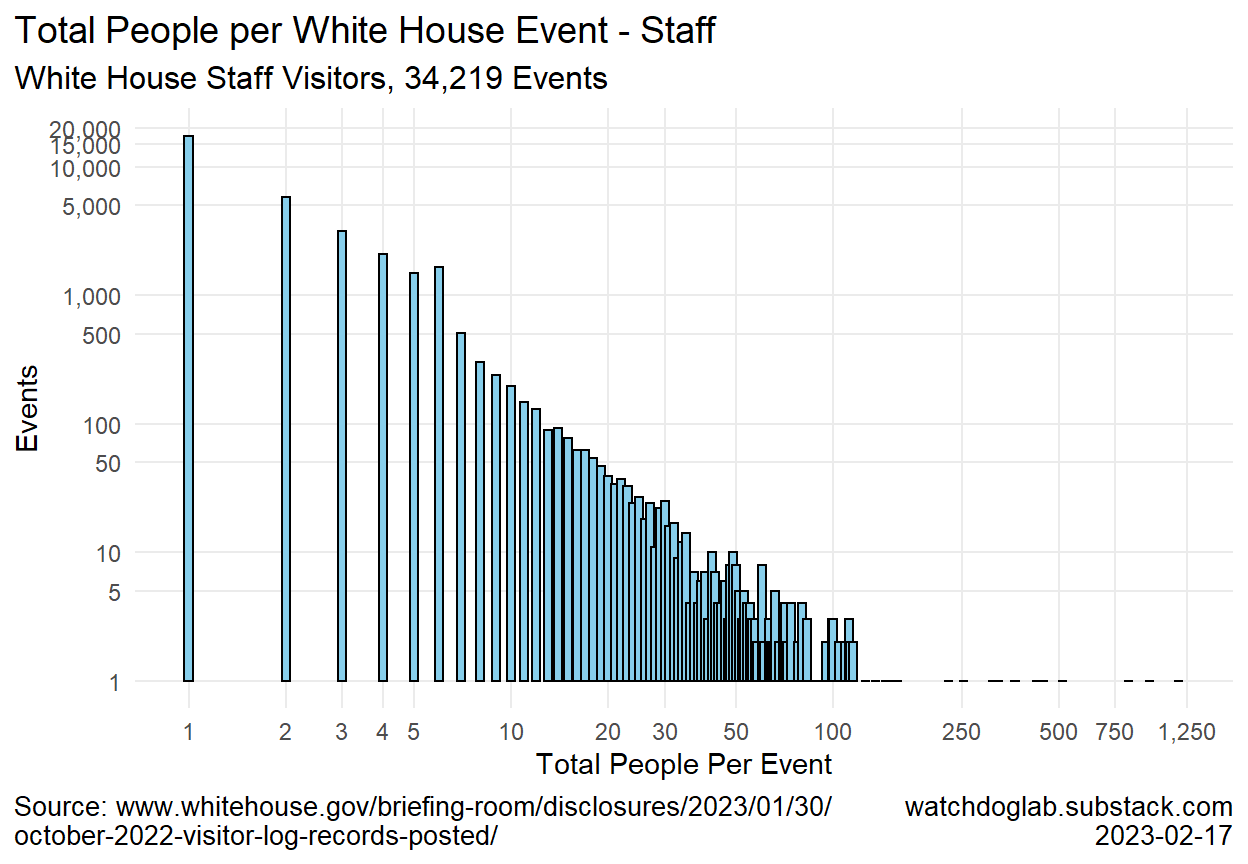 Total People per White House Event - Staff
White House Staff Visitors, 34,219 Events
20,000
15,000
10,000
5,000
1,000
500
100
50
10
5
1
Events
1 2 3 4 5 10 20 30 50 100 250 500 750 1,250
Total People Per Event
Source: www.whitehouse.gov/briefing-room/disclosures/2023/01/30/
october-2022-visitor-log-records-posted/
watchdoglab.substack.com
2023-02-17